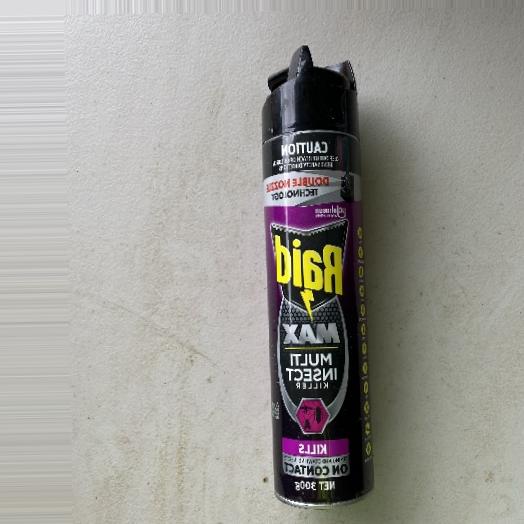 CAUTION
DOUBLE NOZZLE
TECHNOLOGY
Raid
MAX
MULTI
INSECT
KILLER
KILLS
ON CONTACT
NET 300g